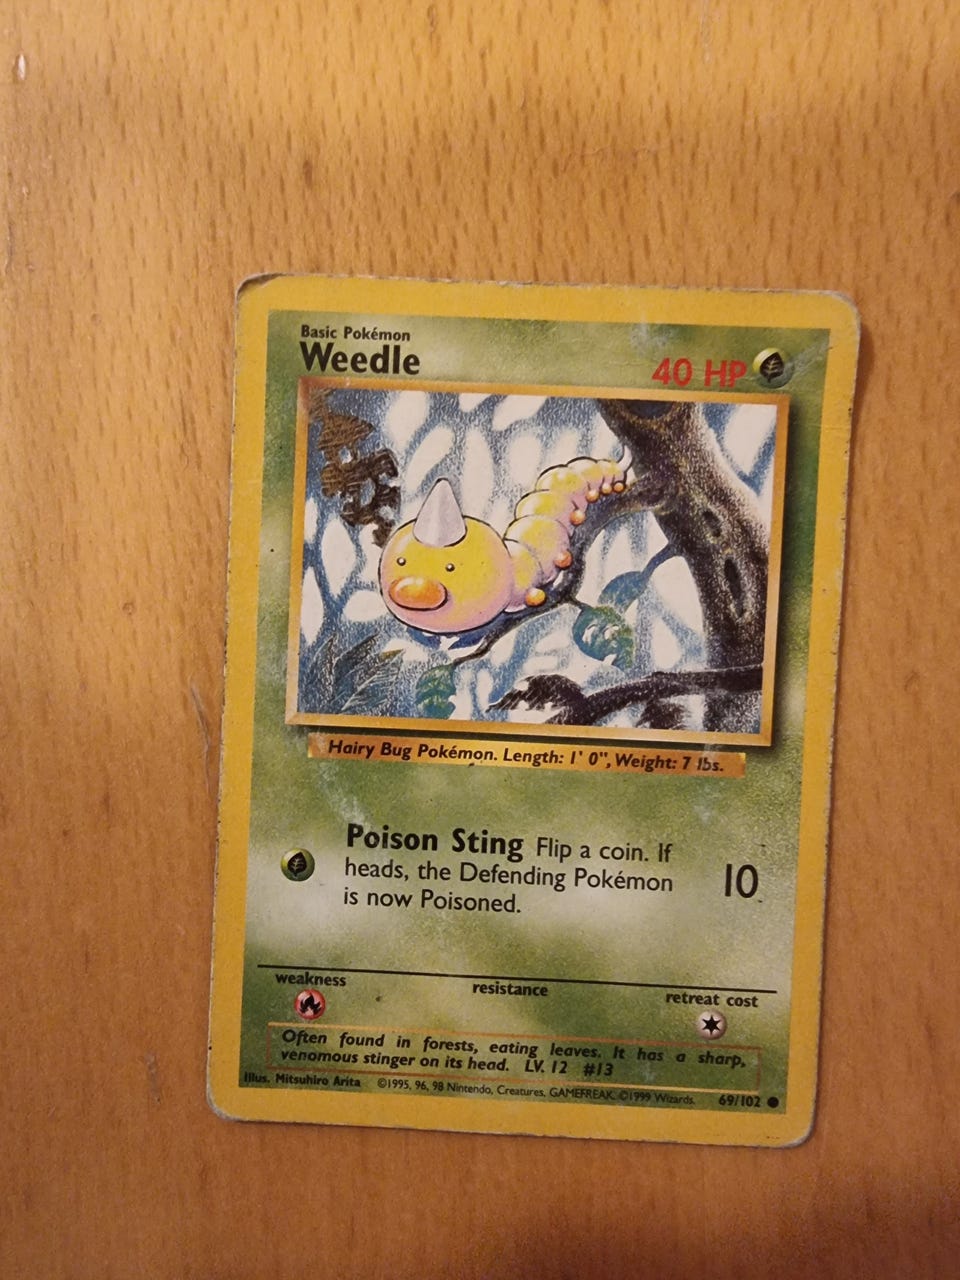 Basic Pokémon
Weedle
40 HP
Hairy Bug Pokémon. Length: 1' 0", Weight: 7 lbs.
Poison Sting Flip a coin. If
heads, the Defending Pokémon
is now Poisoned.
10
weakness
resistance
retreat cost
Often found in forests, eating leaves. It has a sharp,
venomous stinger on its head. LV. 12 #13
Illus. Mitsuhiro Arita ©1995, 96, 98 Nintendo, Creatures, GAMEFREAK. ©1999 Wizards. 69/102